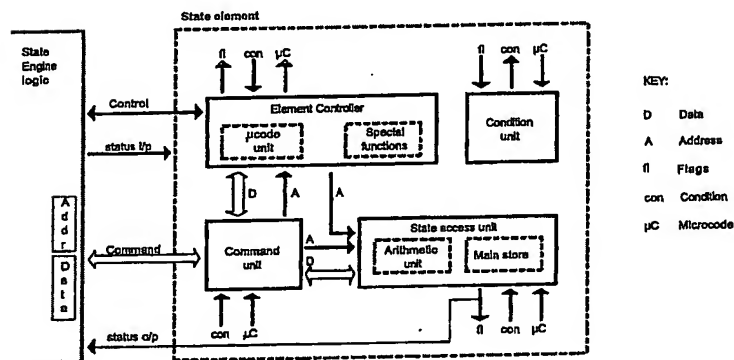 State element
State
Engine
logic
fl con µC
fl con µC
Control
Element Controller
µcode
unit
Special
functions
Condition
unit
status i/p
D
A
A
Addr
Data
Command
Command
unit
A
D
State access unit
Arithmetic
unit
Main store
con µC
fl con µC
status o/p
KEY:
D Data
A Address
fl Flags
con Condition
µC Microcode